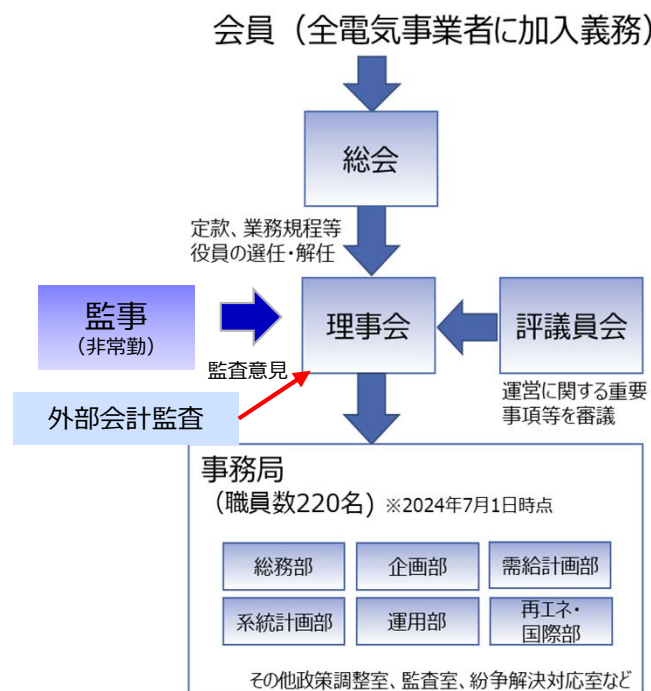 会員（全電気事業者に加入義務）
総会
定款、業務規程等
役員の選任・解任
監事
（非常勤）
理事会
評議員会
監査意見
運営に関する重要
事項等を審議
外部会計監査
事務局
（職員数220名）※2024年7月1日時点
総務部
企画部
需給計画部
系統計画部
運用部
再エネ・
国際部
その他政策調整室、監査室、紛争解決対応室など